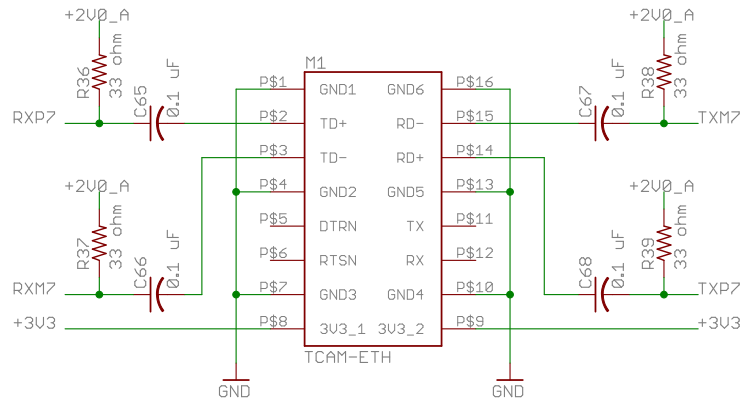 +2V0_A
+2V0_A
R36
33 ohm
C65
0.1 uF
M1
C67
0.1 uF
R38
33 ohm
P$1 GND1 GND6 P$16
RXP7 P$2 TD+ RD- P$15 TXM7
P$3 TD- RD+ P$14
+2V0_A P$4 GND2 GND5 P$13 +2V0_A
R37
33 ohm
C66
0.1 uF
P$5 DTRN TX P$11
P$6 RTSN RX P$12
C68
0.1 uF
R39
33 ohm
RXM7 P$7 GND3 GND4 P$10 TXP7
+3V3 P$8 3V3_1 3V3_2 P$9 +3V3
TCAM-ETH
GND
GND